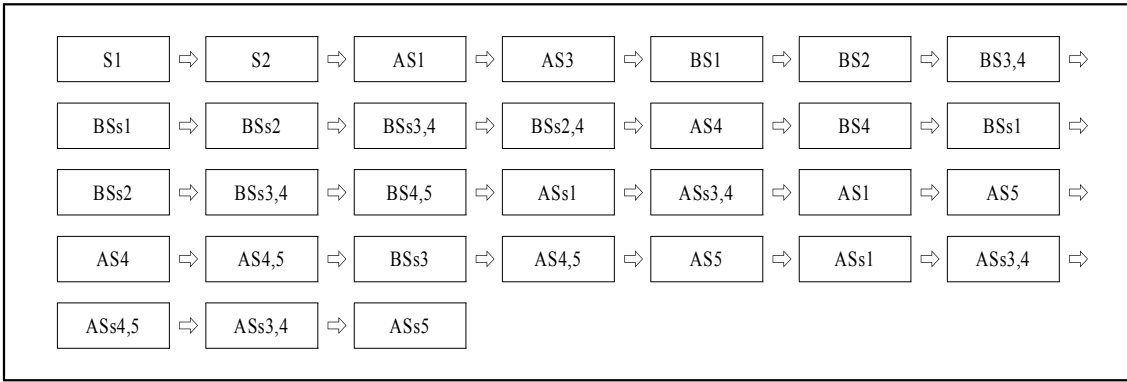 S1 ⇨ S2 ⇨ AS1 ⇨ AS3 ⇨ BS1 ⇨ BS2 ⇨ BS3,4 ⇨
BSs1 ⇨ BSs2 ⇨ BSs3,4 ⇨ BSs2,4 ⇨ AS4 ⇨ BS4 ⇨ BSs1 ⇨
BSs2 ⇨ BSs3,4 ⇨ BS4,5 ⇨ ASs1 ⇨ ASs3,4 ⇨ AS1 ⇨ AS5 ⇨
AS4 ⇨ AS4,5 ⇨ BSs3 ⇨ AS4,5 ⇨ AS5 ⇨ ASs1 ⇨ ASs3,4 ⇨
ASs4,5 ⇨ ASs3,4 ⇨ ASs5